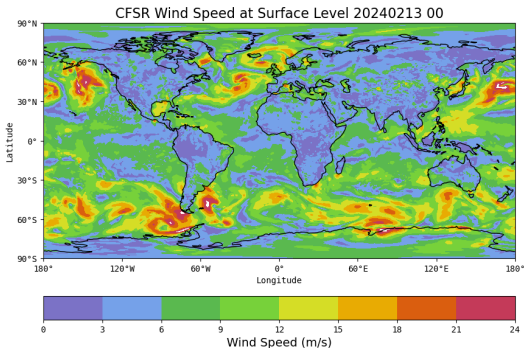 CFSR Wind Speed at Surface Level 20240213 00
90°N
60°N
30°N
0°
30°S
60°S
90°S
Latitude
180° 120°W 60°W 0° 60°E 120°E 180°
Longitude
0 3 6 9 12 15 18 21 24
Wind Speed (m/s)